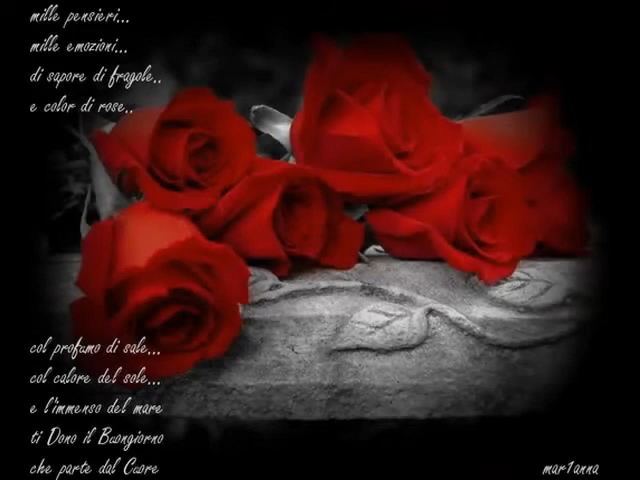 mille pensieri...
mille emozioni...
di sapore di fragole..
e color di rose..
col profumo di sale...
col calore del sole...
e l'immenso del mare
ti Dono il Buongiorno
che parte dal Cuore
mar1anna